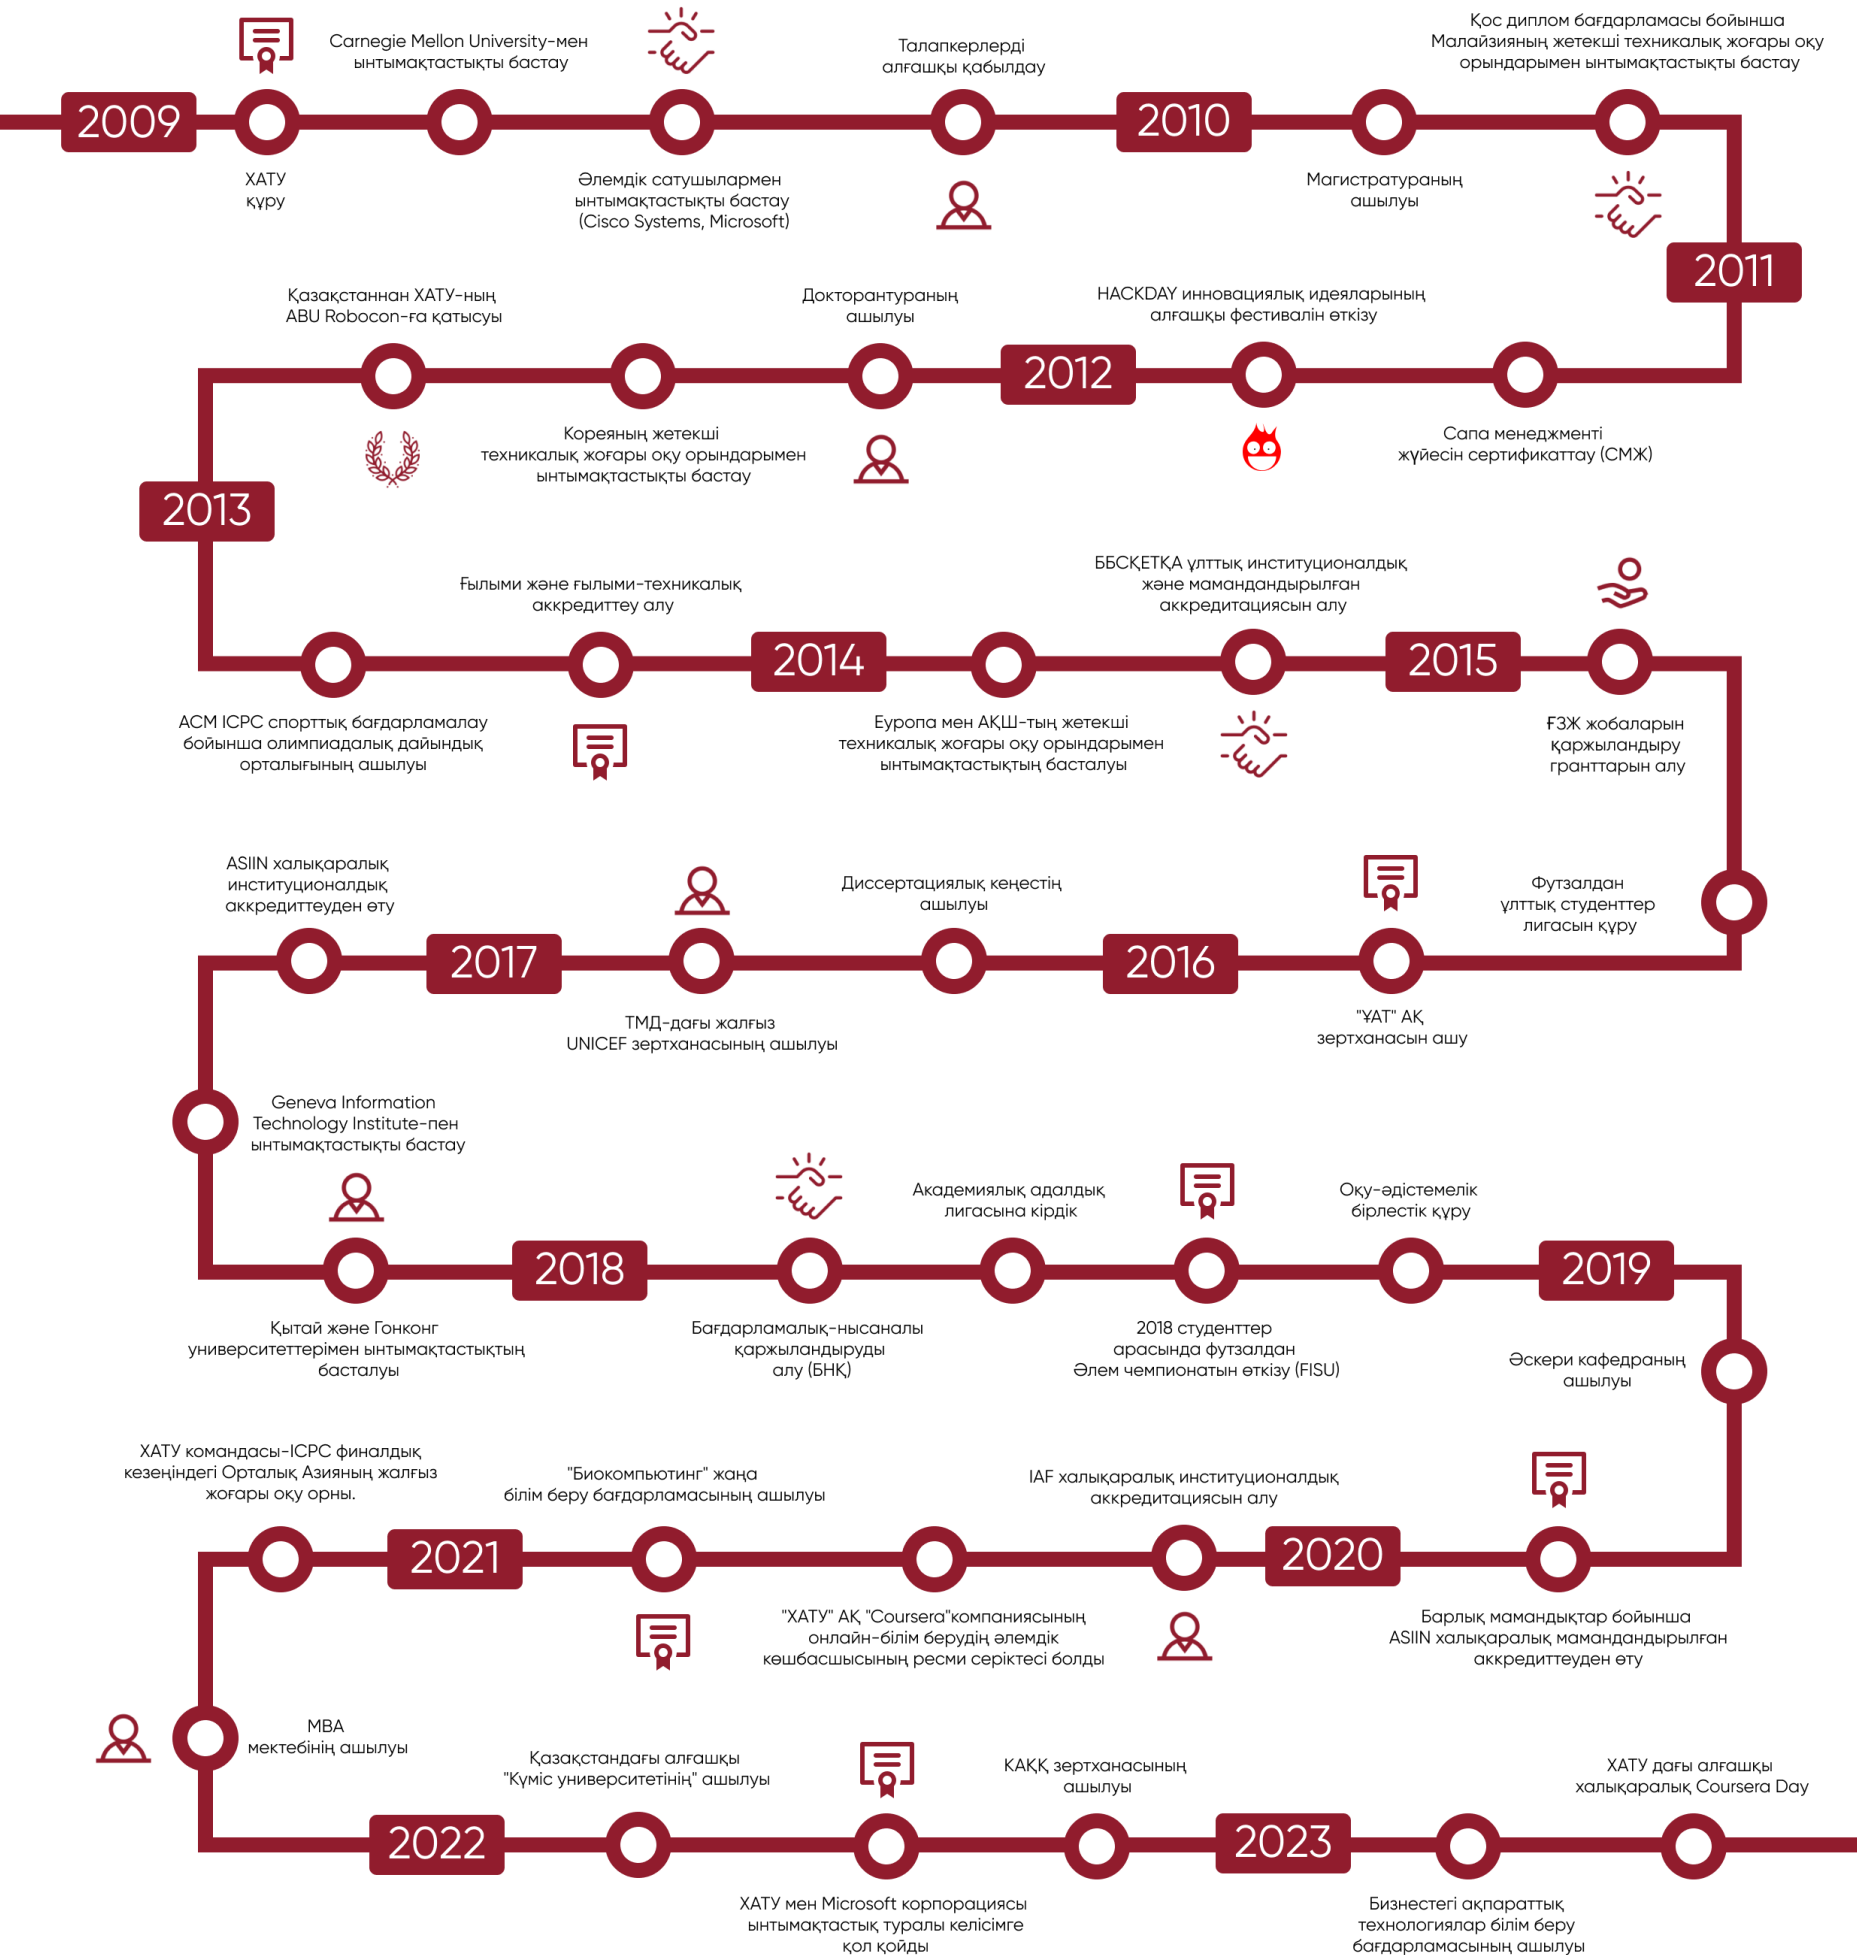 2009
ХАТУ
құру
Carnegie Mellon University-мен
ынтымақтастықты бастау
Әлемдік сатушылармен
ынтымақтастықты бастау
(Cisco Systems, Microsoft)
Талапкерлерді
алғашқы қабылдау
2010
Магистратураның
ашылуы
Қос диплом бағдарламасы бойынша
Малайзияның жетекші техникалық жоғары оқу
орындарымен ынтымақтастықты бастау
2011
Сапа менеджменті
жүйесін сертификаттау (СМЖ)
HACKDAY инновациялық идеяларының
алғашқы фестивалін өткізу
2012
Докторантураның
ашылуы
Кореяның жетекші
техникалық жоғары оқу орындарымен
ынтымақтастықты бастау
Қазақстаннан ХАТУ-ның
ABU Robocon-ға қатысуы
2013
ACM ICPC спорттық бағдарламалау
бойынша олимпиадалық дайындық
орталығының ашылуы
Ғылыми және ғылыми-техникалық
аккредиттеу алу
2014
Еуропа мен АҚШ-тың жетекші
техникалық жоғары оқу орындарымен
ынтымақтастықтың басталуы
ББСҚЕТҚА ұлттық институционалдық
және мамандандырылған
аккредитациясын алу
2015
ҒЗЖ жобаларын
қаржыландыру
гранттарын алу
Футзалдан
ұлттық студенттер
лигасын құру
"ҰАТ" АҚ
зертханасын ашу
2016
Диссертациялық кеңестің
ашылуы
ТМД-дағы жалғыз
UNICEF зертханасының ашылуы
2017
ASIIN халықаралық
институционалдық
аккредиттеуден өту
Geneva Information
Technology Institute-пен
ынтымақтастықты бастау
Қытай және Гонконг
университеттерімен ынтымақтастықтың
басталуы
2018
Бағдарламалық-нысаналы
қаржыландыруды
алу (БНҚ)
Академиялық адалдық
лигасына кірдік
2018 студенттер
арасында футзалдан
Әлем чемпионатын өткізу (FISU)
Оқу-әдістемелік
бірлестік құру
2019
Әскери кафедраның
ашылуы
Барлық мамандықтар бойынша
ASIIN халықаралық мамандандырылған
аккредиттеуден өту
2020
IAF халықаралық институционалдық
аккредитациясын алу
"ХАТУ" АҚ "Coursera"компаниясының
онлайн-білім берудің әлемдік
көшбасшысының ресми серіктесі болды
"Биокомпьютинг" жаңа
білім беру бағдарламасының ашылуы
2021
ХАТУ командасы-ICPC финалдық
кезеңіндегі Орталық Азияның жалғыз
жоғары оқу орны.
МВА
мектебінің ашылуы
2022
Қазақстандағы алғашқы
"Күміс университетінің" ашылуы
ХАТУ мен Microsoft корпорациясы
ынтымақтастық туралы келісімге
қол қойды
КАҚҚ зертханасының
ашылуы
2023
Бизнестегі ақпараттық
технологиялар білім беру
бағдарламасының ашылуы
ХАТУ дағы алғашқы
халықаралық Coursera Day